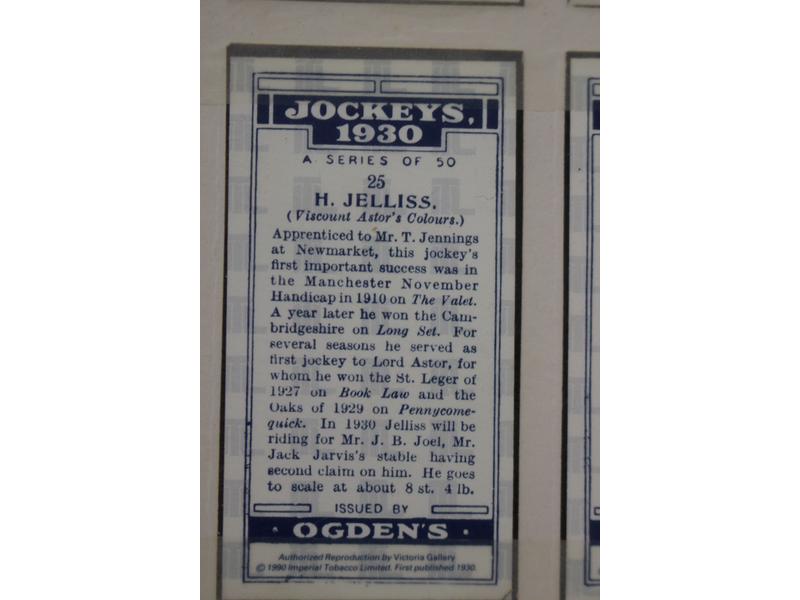 JOCKEYS,
1930
A SERIES OF 50
25
H. JELLISS.
(Viscount Astor's Colours.)
Apprenticed to Mr. T. Jennings
at Newmarket, this jockey's
first important success was in
the Manchester November
Handicap in 1910 on The Valet.
A year later he won the Cam-
bridgeshire on Long Set. For
several seasons he served as
first jockey to Lord Astor, for
whom he won the St. Leger of
1927 on Book Law and the
Oaks of 1929 on Pennycome-
quick. In 1930 Jelliss will be
riding for Mr. J. B. Joel, Mr.
Jack Jarvis's stable having
second claim on him. He goes
to scale at about 8 st. 4 lb.
ISSUED BY
· OGDEN'S ·
Authorized Reproduction by Victoria Gallery
© 1990 Imperial Tobacco Limited. First published 1930.